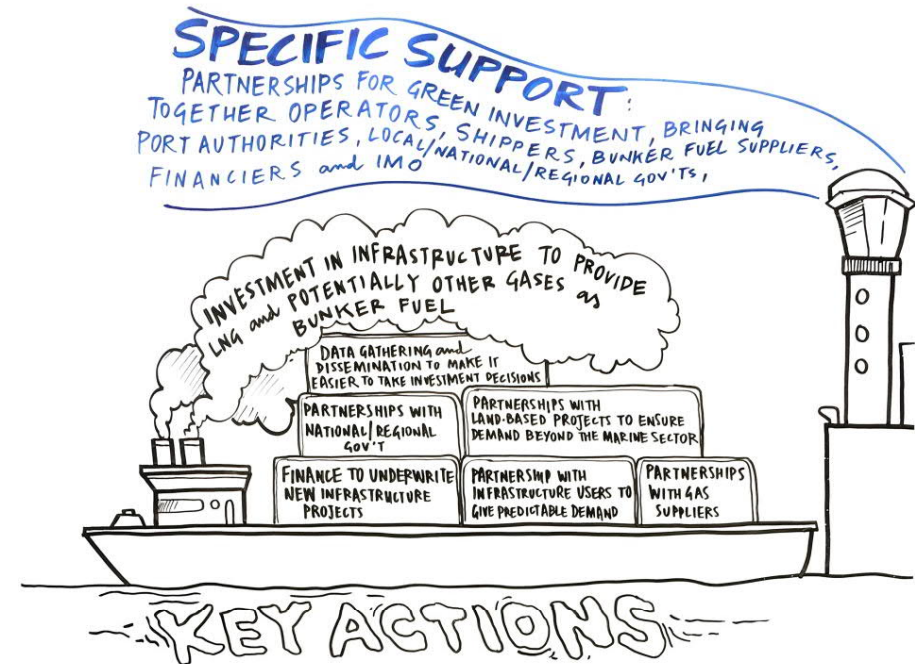 SPECIFIC SUPPORT:
PARTNERSHIPS FOR GREEN INVESTMENT, BRINGING
TOGETHER OPERATORS, SHIPPERS, BUNKER FUEL SUPPLIERS,
PORT AUTHORITIES, LOCAL/NATIONAL/REGIONAL GOV'TS,
FINANCIERS and IMO
INVESTMENT IN INFRASTRUCTURE TO PROVIDE
LNG and POTENTIALLY OTHER GASES as
BUNKER FUEL
DATA GATHERING and
DISSEMINATION TO MAKE IT
EASIER TO TAKE INVESTMENT DECISIONS
PARTNERSHIPS WITH
NATIONAL/REGIONAL
GOV'T
PARTNERSHIPS WITH
LAND-BASED PROJECTS TO ENSURE
DEMAND BEYOND THE MARINE SECTOR
FINANCE TO UNDERWRITE
NEW INFRASTRUCTURE
PROJECTS
PARTNERSHIP WITH
INFRASTRUCTURE USERS TO
GIVE PREDICTABLE DEMAND
PARTNERSHIPS
WITH GAS
SUPPLIERS
KEY ACTIONS